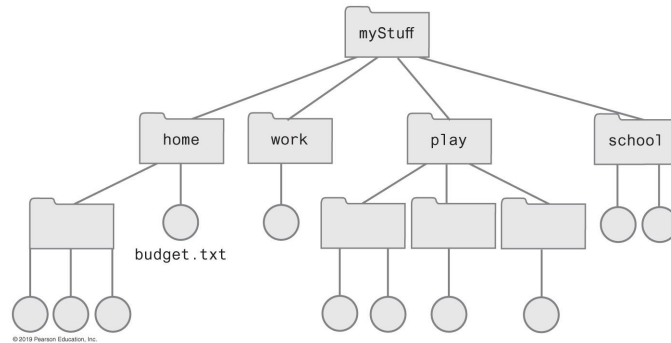 myStuff
home
work
play
school
budget.txt
© 2019 Pearson Education, Inc.